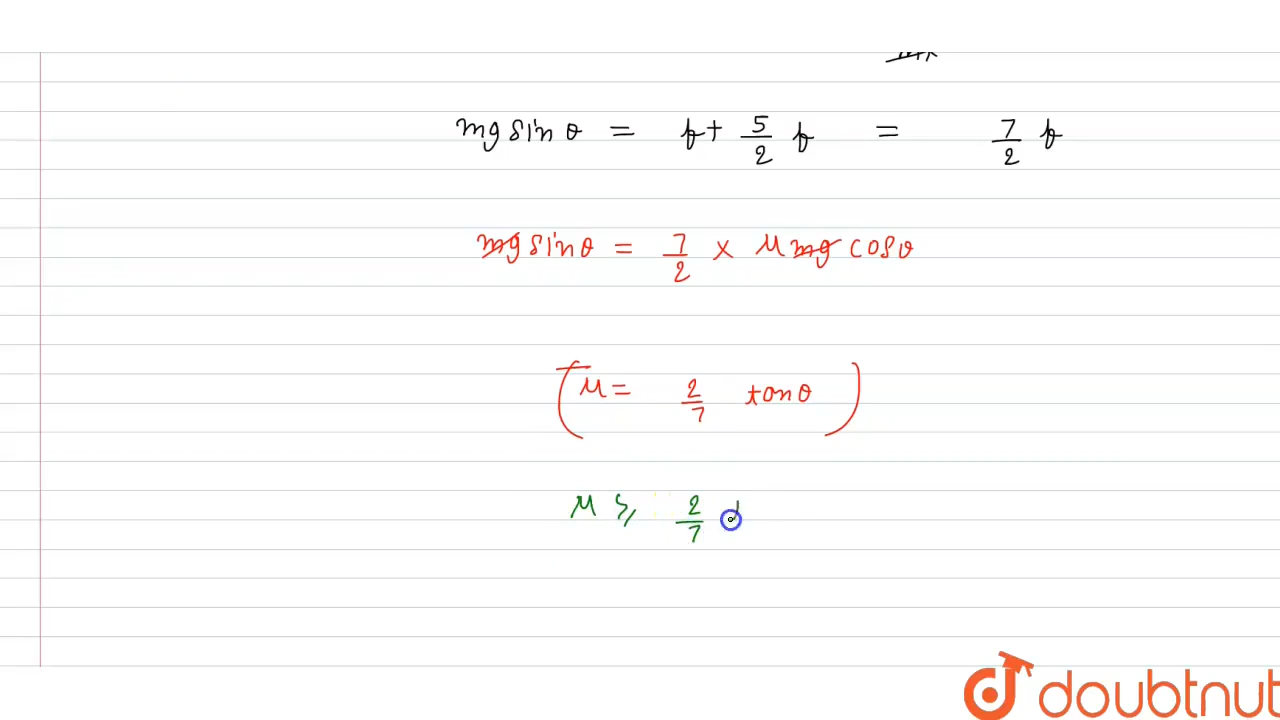 mg sin θ = f + 5/2 f = 7/2 f
mg sin θ = 7/2 × μ mg cos θ
(μ = 2/7 tan θ)
μ ≥ 2/7
doubtnut